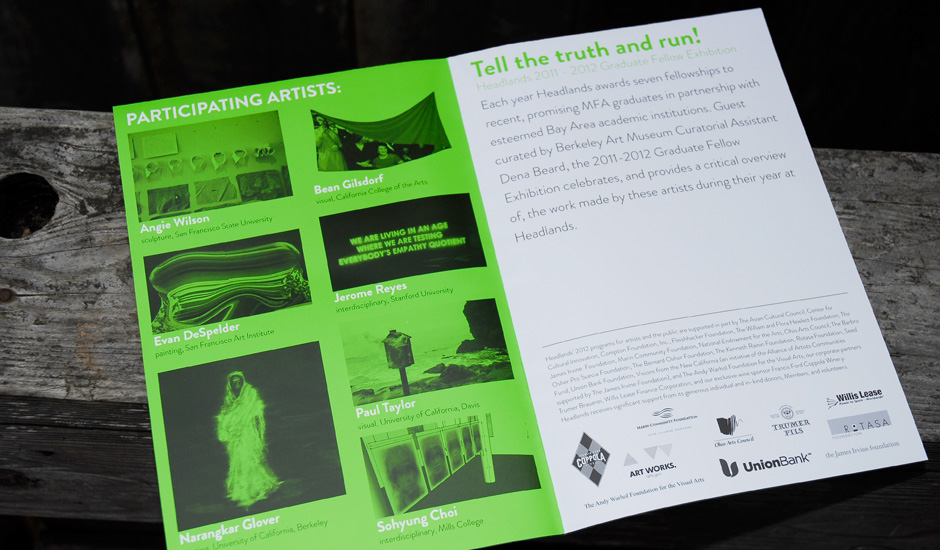 PARTICIPATING ARTISTS:
Angie Wilson
sculpture, San Francisco State University
Evan DeSpelder
painting, San Francisco Art Institute
Narangkar Glover
University of California, Berkeley
Bean Gilsdorf
visual, California College of the Arts
WE ARE LIVING IN AN AGE
WHERE WE ARE TESTING
EVERYBODY'S EMPATHY QUOTIENT
Jerome Reyes
interdisciplinary, Stanford University
Paul Taylor
visual, University of California, Davis
Sohyung Choi
interdisciplinary, Mills College
Tell the truth and run!
Headlands 2011 - 2012 Graduate Fellow Exhibition
Each year Headlands awards seven fellowships to
recent, promising MFA graduates in partnership with
esteemed Bay Area academic institutions. Guest
curated by Berkeley Art Museum Curatorial Assistant
Dena Beard, the 2011-2012 Graduate Fellow
Exhibition celebrates, and provides a critical overview
of, the work made by these artists during their year at
Headlands.
Headlands' 2012 programs for artists and the public are supported in part by The Asian Cultural Council, Center for
Cultural Innovation, Compton Foundation, Inc., Fleishhacker Foundation, The William and Flora Hewlett Foundation, The
James Irvine Foundation, Marin Community Foundation, National Endowment for the Arts, Ohio Arts Council, The Bernard
Osher Pro Suena Foundation, The Bernard Osher Foundation, The Kenneth Rainin Foundation, Rotasa Foundation, Seed
Fund, Union Bank Foundation, Visions from the New California (an initiative of the Alliance of Artists Communities
supported by The James Irvine Foundation), and The Andy Warhol Foundation for the Visual Arts, our corporate partners
Trumer Brauerei, Willis Lease Finance Corporation, and our exclusive wine sponsor Francis Ford Coppola Winery.
Headlands receives significant support from its generous individual and in-kind donors, Members, and volunteers.
COPPOLA
MARIN COMMUNITY FOUNDATION
ART WORKS.
Ohio Arts Council
TRUMER
PILS
Willis Lease
ROTASA
FOUNDATION
UnionBank
the James Irvine foundation
The Andy Warhol Foundation for the Visual Arts